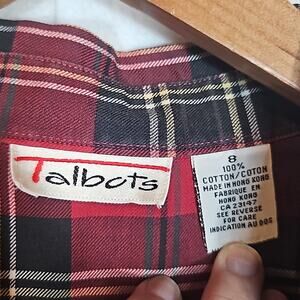 Talbots
8
100%
COTTON/COTON
MADE IN HONG KONG
FABRIQUE EN
HONG KONG
CA 23147
SEE REVERSE
FOR CARE
INDICATION AU DOS